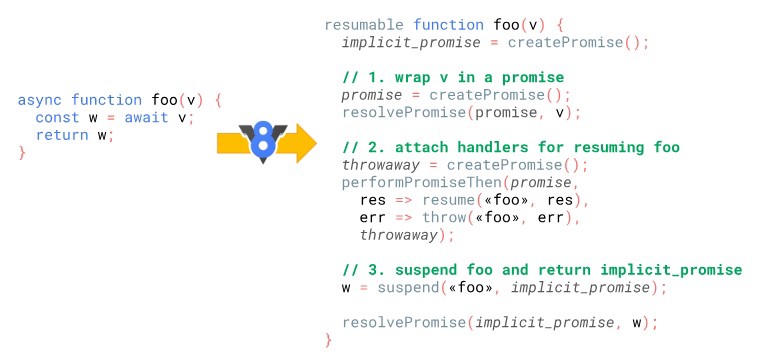 async function foo(v) {
  const w = await v;
  return w;
}
8
resumable function foo(v) {
  implicit_promise = createPromise();

  // 1. wrap v in a promise
  promise = createPromise();
  resolvePromise(promise, v);

  // 2. attach handlers for resuming foo
  throwaway = createPromise();
  performPromiseThen(promise,
    res => resume(«foo», res),
    err => throw(«foo», err),
    throwaway);

  // 3. suspend foo and return implicit_promise
  w = suspend(«foo», implicit_promise);

  resolvePromise(implicit_promise, w);
}